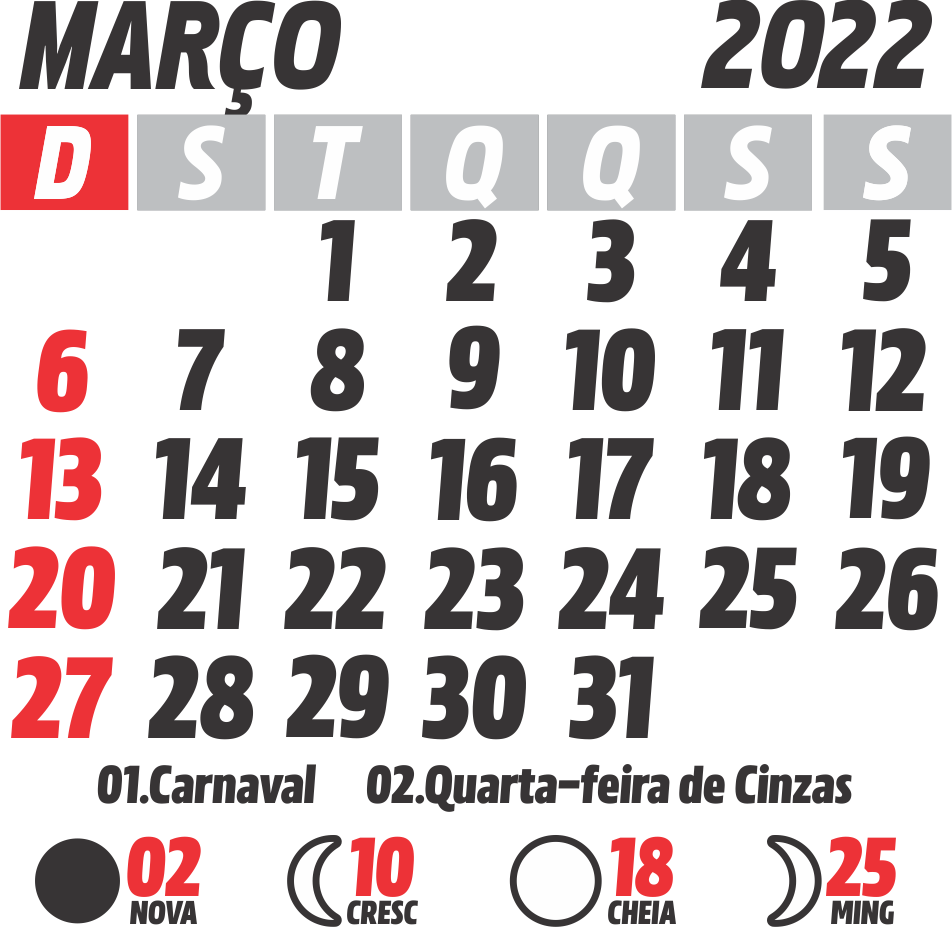 MARÇO 2022
D S T Q Q S S
1 2 3 4 5
6 7 8 9 10 11 12
13 14 15 16 17 18 19
20 21 22 23 24 25 26
27 28 29 30 31
01.Carnaval 02.Quarta-feira de Cinzas
02 10 18 25
NOVA CRESC CHEIA MING